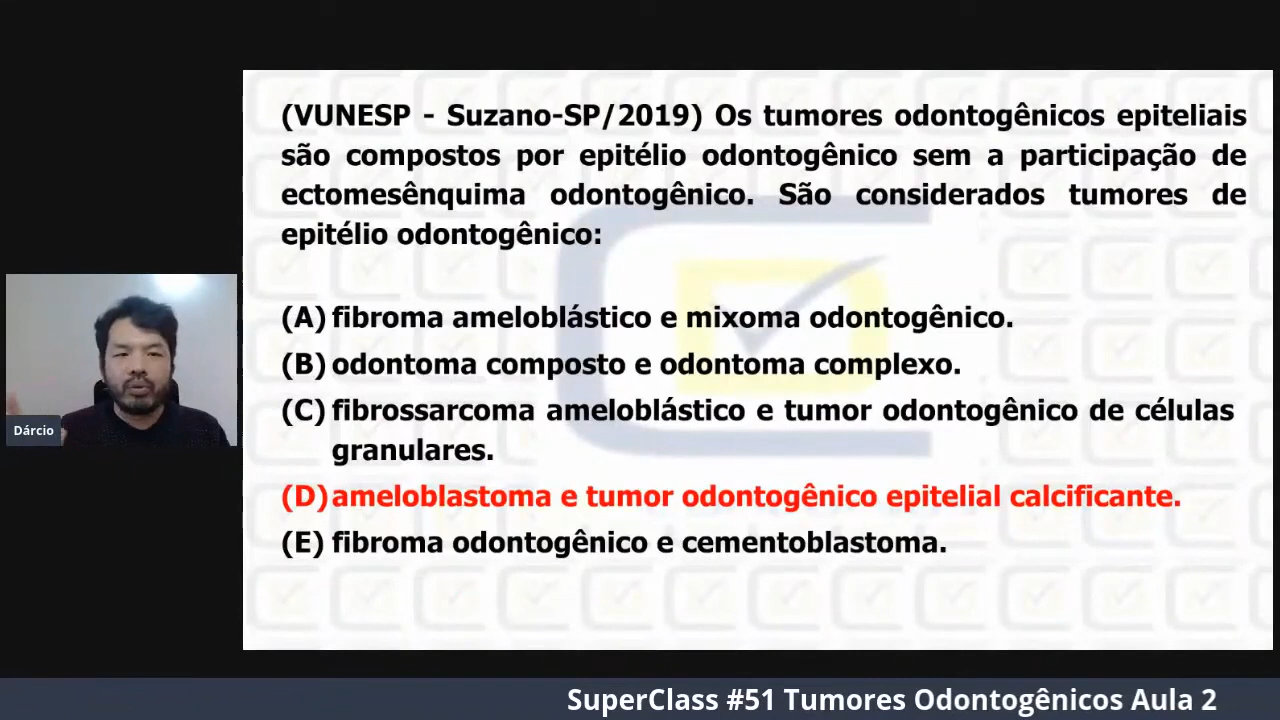 (VUNESP - Suzano-SP/2019) Os tumores odontogênicos epiteliais
são compostos por epitélio odontogênico sem a participação de
ectomesênquima odontogênico. São considerados tumores de
epitélio odontogênico:
(A) fibroma ameloblástico e mixoma odontogênico.
(B) odontoma composto e odontoma complexo.
(C) fibrossarcoma ameloblástico e tumor odontogênico de células
granulares.
(D) ameloblastoma e tumor odontogênico epitelial calcificante.
(E) fibroma odontogênico e cementoblastoma.
Dárcio
SuperClass #51 Tumores Odontogênicos Aula 2